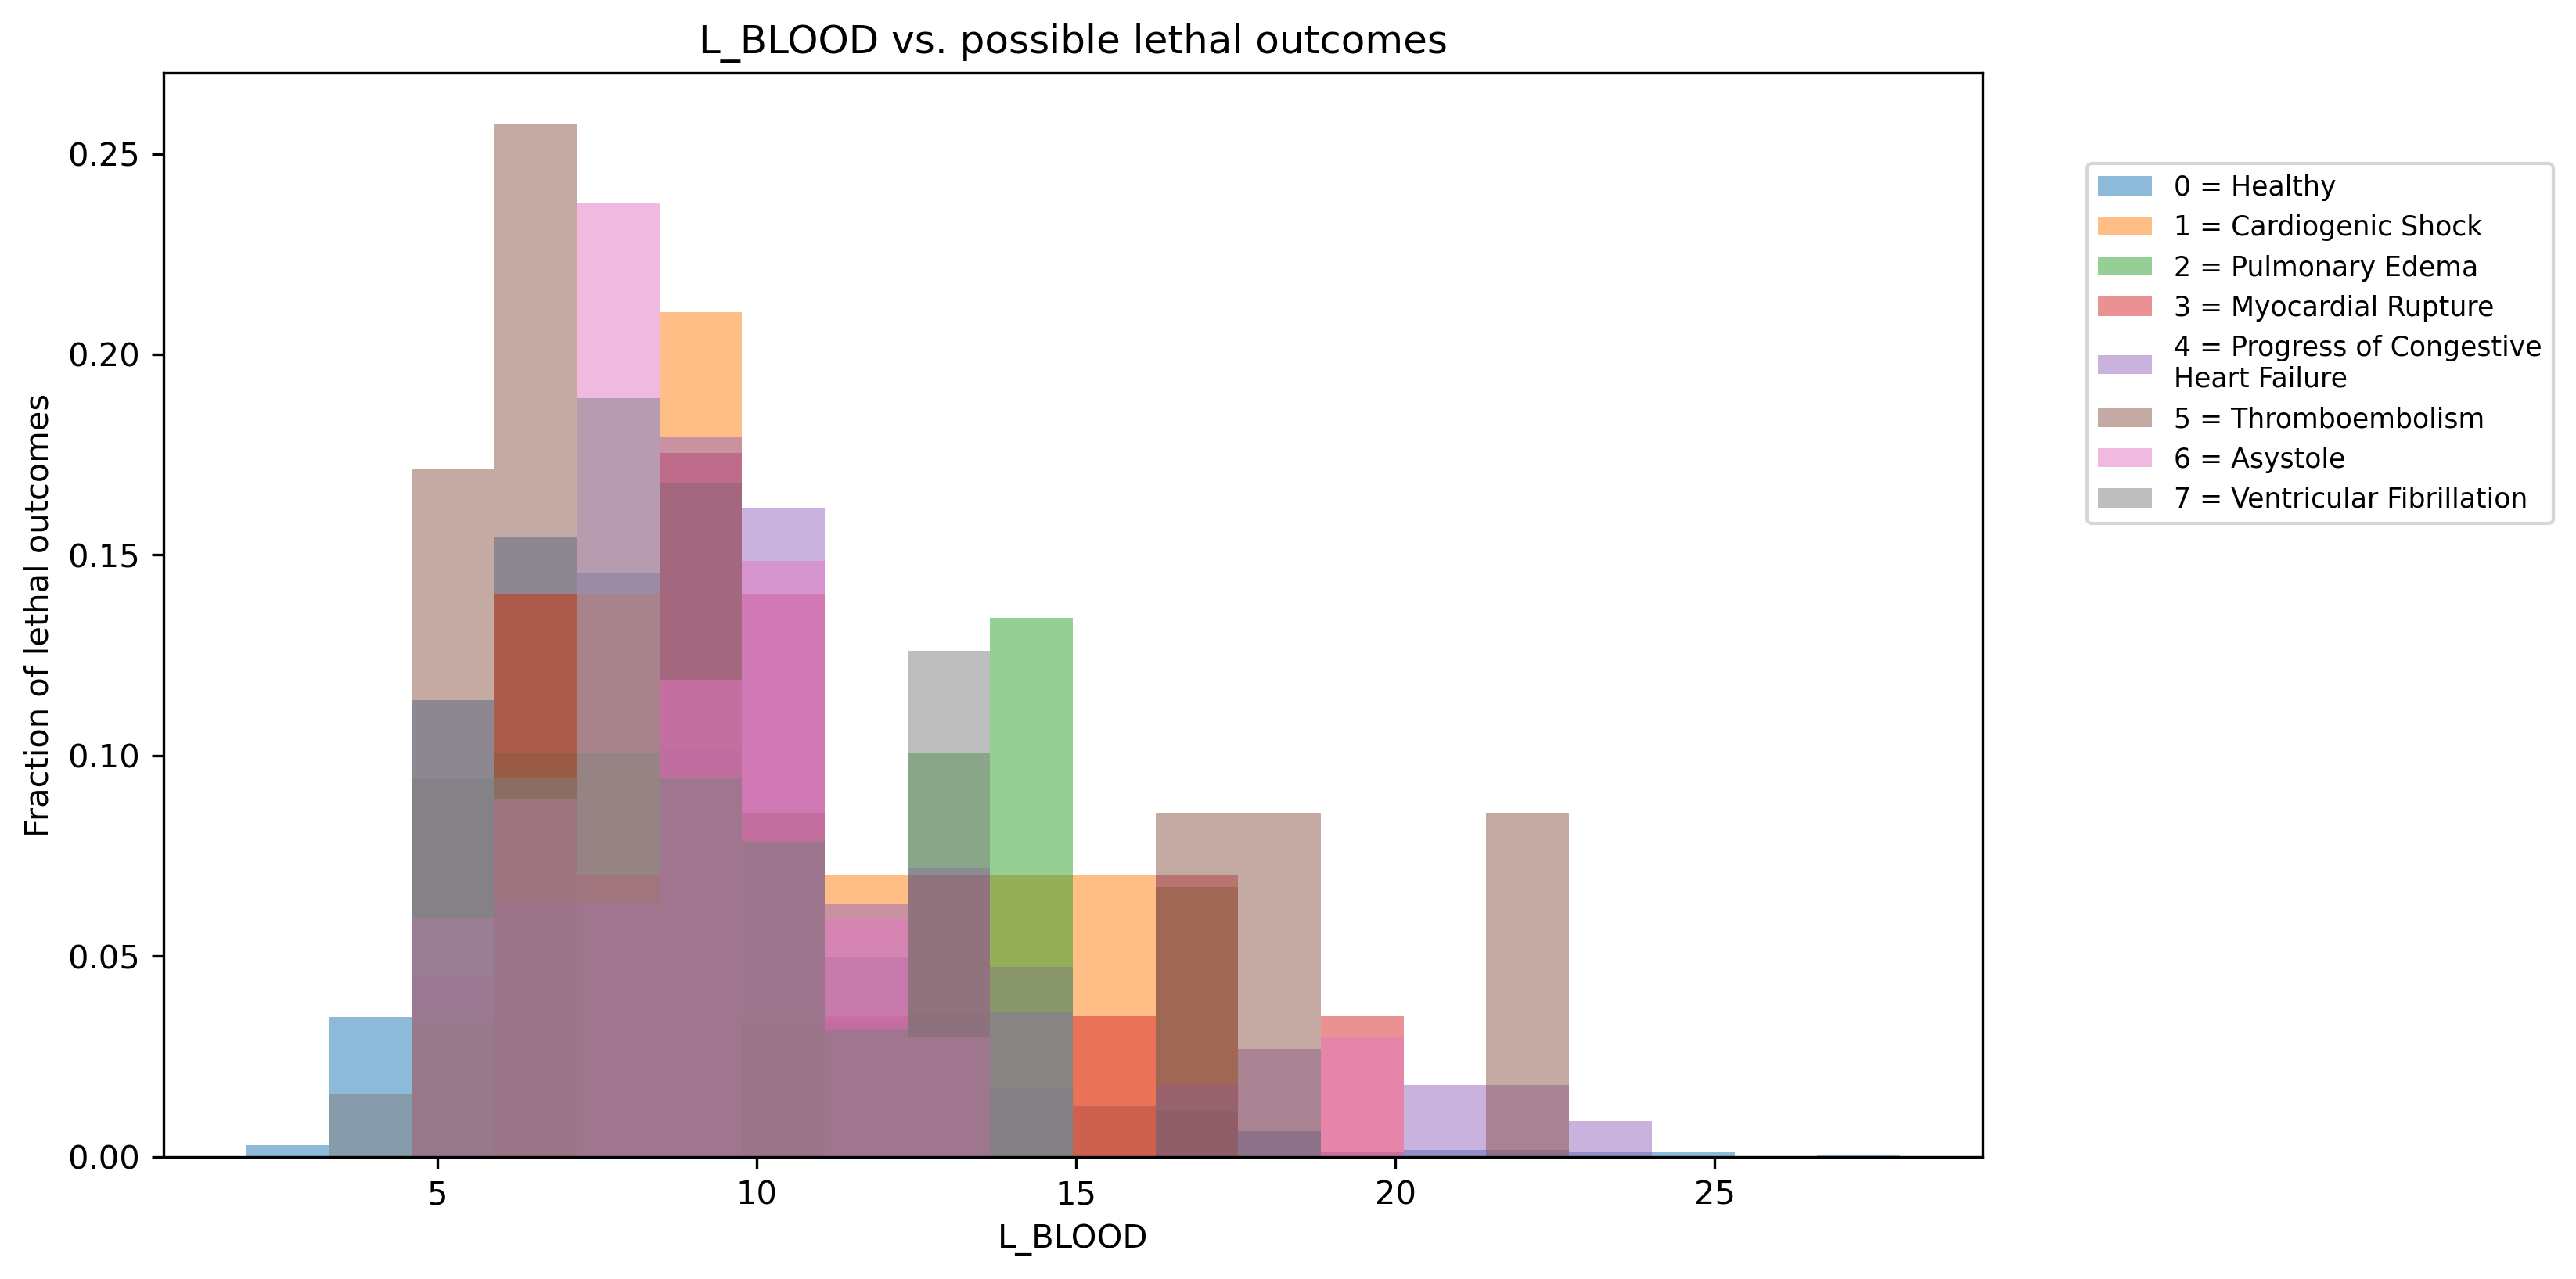 L_BLOOD vs. possible lethal outcomes
Fraction of lethal outcomes
0.25
0.20
0.15
0.10
0.05
0.00
5
10
15
20
25
L_BLOOD
0 = Healthy
1 = Cardiogenic Shock
2 = Pulmonary Edema
3 = Myocardial Rupture
4 = Progress of Congestive
Heart Failure
5 = Thromboembolism
6 = Asystole
7 = Ventricular Fibrillation